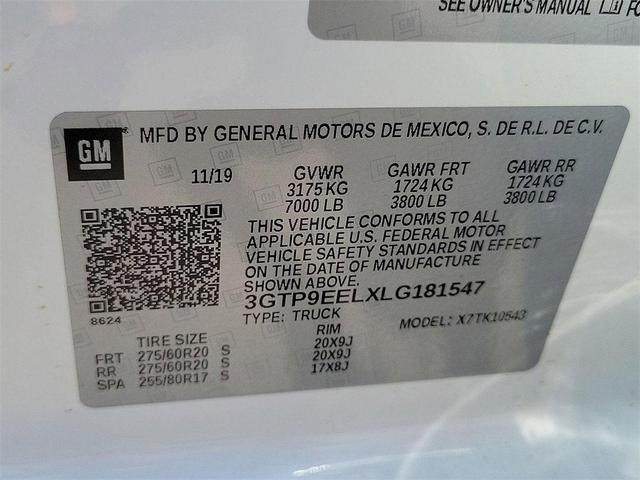 SEE OWNER'S MANUAL
GM
MFD BY GENERAL MOTORS DE MEXICO, S. DE R.L. DE C.V.
11/19 GVWR GAWR FRT GAWR RR
3175 KG 1724 KG 1724 KG
7000 LB 3800 LB 3800 LB
THIS VEHICLE CONFORMS TO ALL
APPLICABLE U.S. FEDERAL MOTOR
VEHICLE SAFETY STANDARDS IN EFFECT
ON THE DATE OF MANUFACTURE
SHOWN ABOVE.
3GTP9EELXLG181547
8624
TYPE: TRUCK MODEL: X7TK10543
TIRE SIZE RIM
FRT 275/60R20 S 20X9J
RR 275/60R20 S 20X9J
SPA 255/80R17 S 17X8J